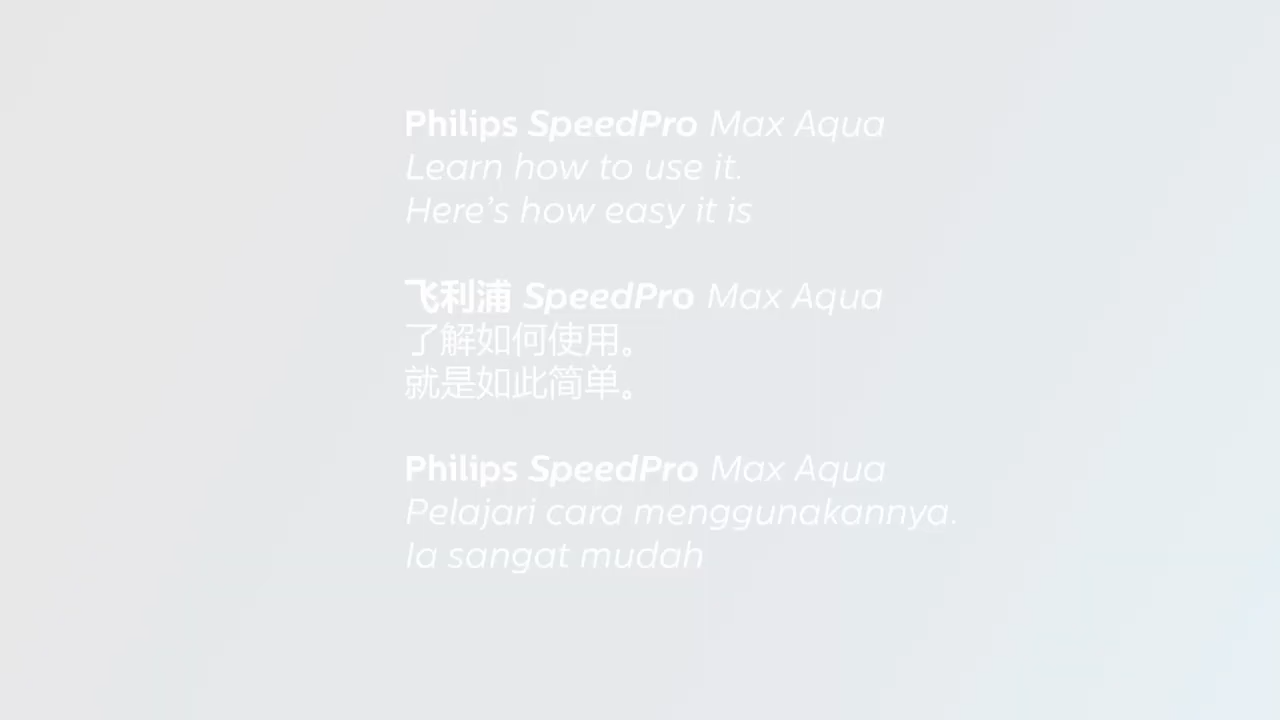 Philips SpeedPro Max Aqua
Learn how to use it.
Here’s how easy it is
飞利浦 SpeedPro Max Aqua
了解如何使用。
就是如此简单。
Philips SpeedPro Max Aqua
Pelajari cara menggunakannya.
Ia sangat mudah